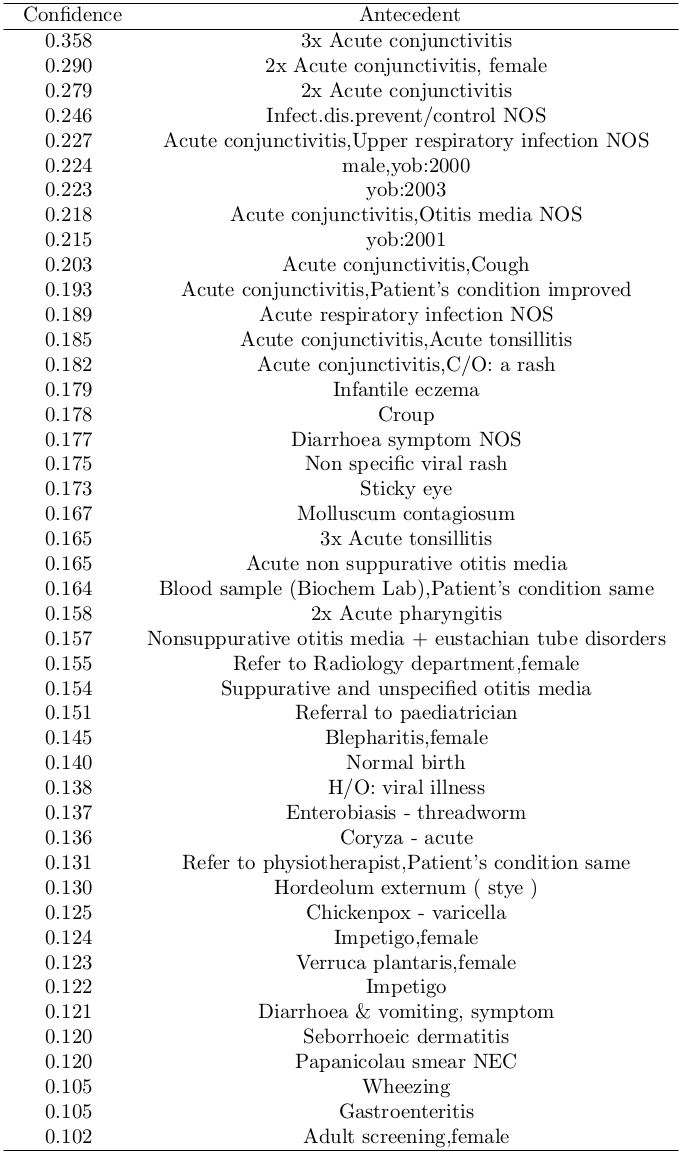 Confidence Antecedent
0.358 3x Acute conjunctivitis
0.290 2x Acute conjunctivitis, female
0.279 2x Acute conjunctivitis
0.246 Infect.dis.prevent/control NOS
0.227 Acute conjunctivitis,Upper respiratory infection NOS
0.224 male,yob:2000
0.223 yob:2003
0.218 Acute conjunctivitis,Otitis media NOS
0.215 yob:2001
0.203 Acute conjunctivitis,Cough
0.193 Acute conjunctivitis,Patient's condition improved
0.189 Acute respiratory infection NOS
0.185 Acute conjunctivitis,Acute tonsillitis
0.182 Acute conjunctivitis,C/O: a rash
0.179 Infantile eczema
0.178 Croup
0.177 Diarrhoea symptom NOS
0.175 Non specific viral rash
0.173 Sticky eye
0.167 Molluscum contagiosum
0.165 3x Acute tonsillitis
0.165 Acute non suppurative otitis media
0.164 Blood sample (Biochem Lab),Patient's condition same
0.158 2x Acute pharyngitis
0.157 Nonsuppurative otitis media + eustachian tube disorders
0.155 Refer to Radiology department,female
0.154 Suppurative and unspecified otitis media
0.151 Referral to paediatrician
0.145 Blepharitis,female
0.140 Normal birth
0.138 H/O: viral illness
0.137 Enterobiasis - threadworm
0.136 Coryza - acute
0.131 Refer to physiotherapist,Patient's condition same
0.130 Hordeolum externum ( stye )
0.125 Chickenpox - varicella
0.124 Impetigo,female
0.123 Verruca plantaris,female
0.122 Impetigo
0.121 Diarrhoea & vomiting, symptom
0.120 Seborrhoeic dermatitis
0.120 Papanicolau smear NEC
0.105 Wheezing
0.105 Gastroenteritis
0.102 Adult screening,female